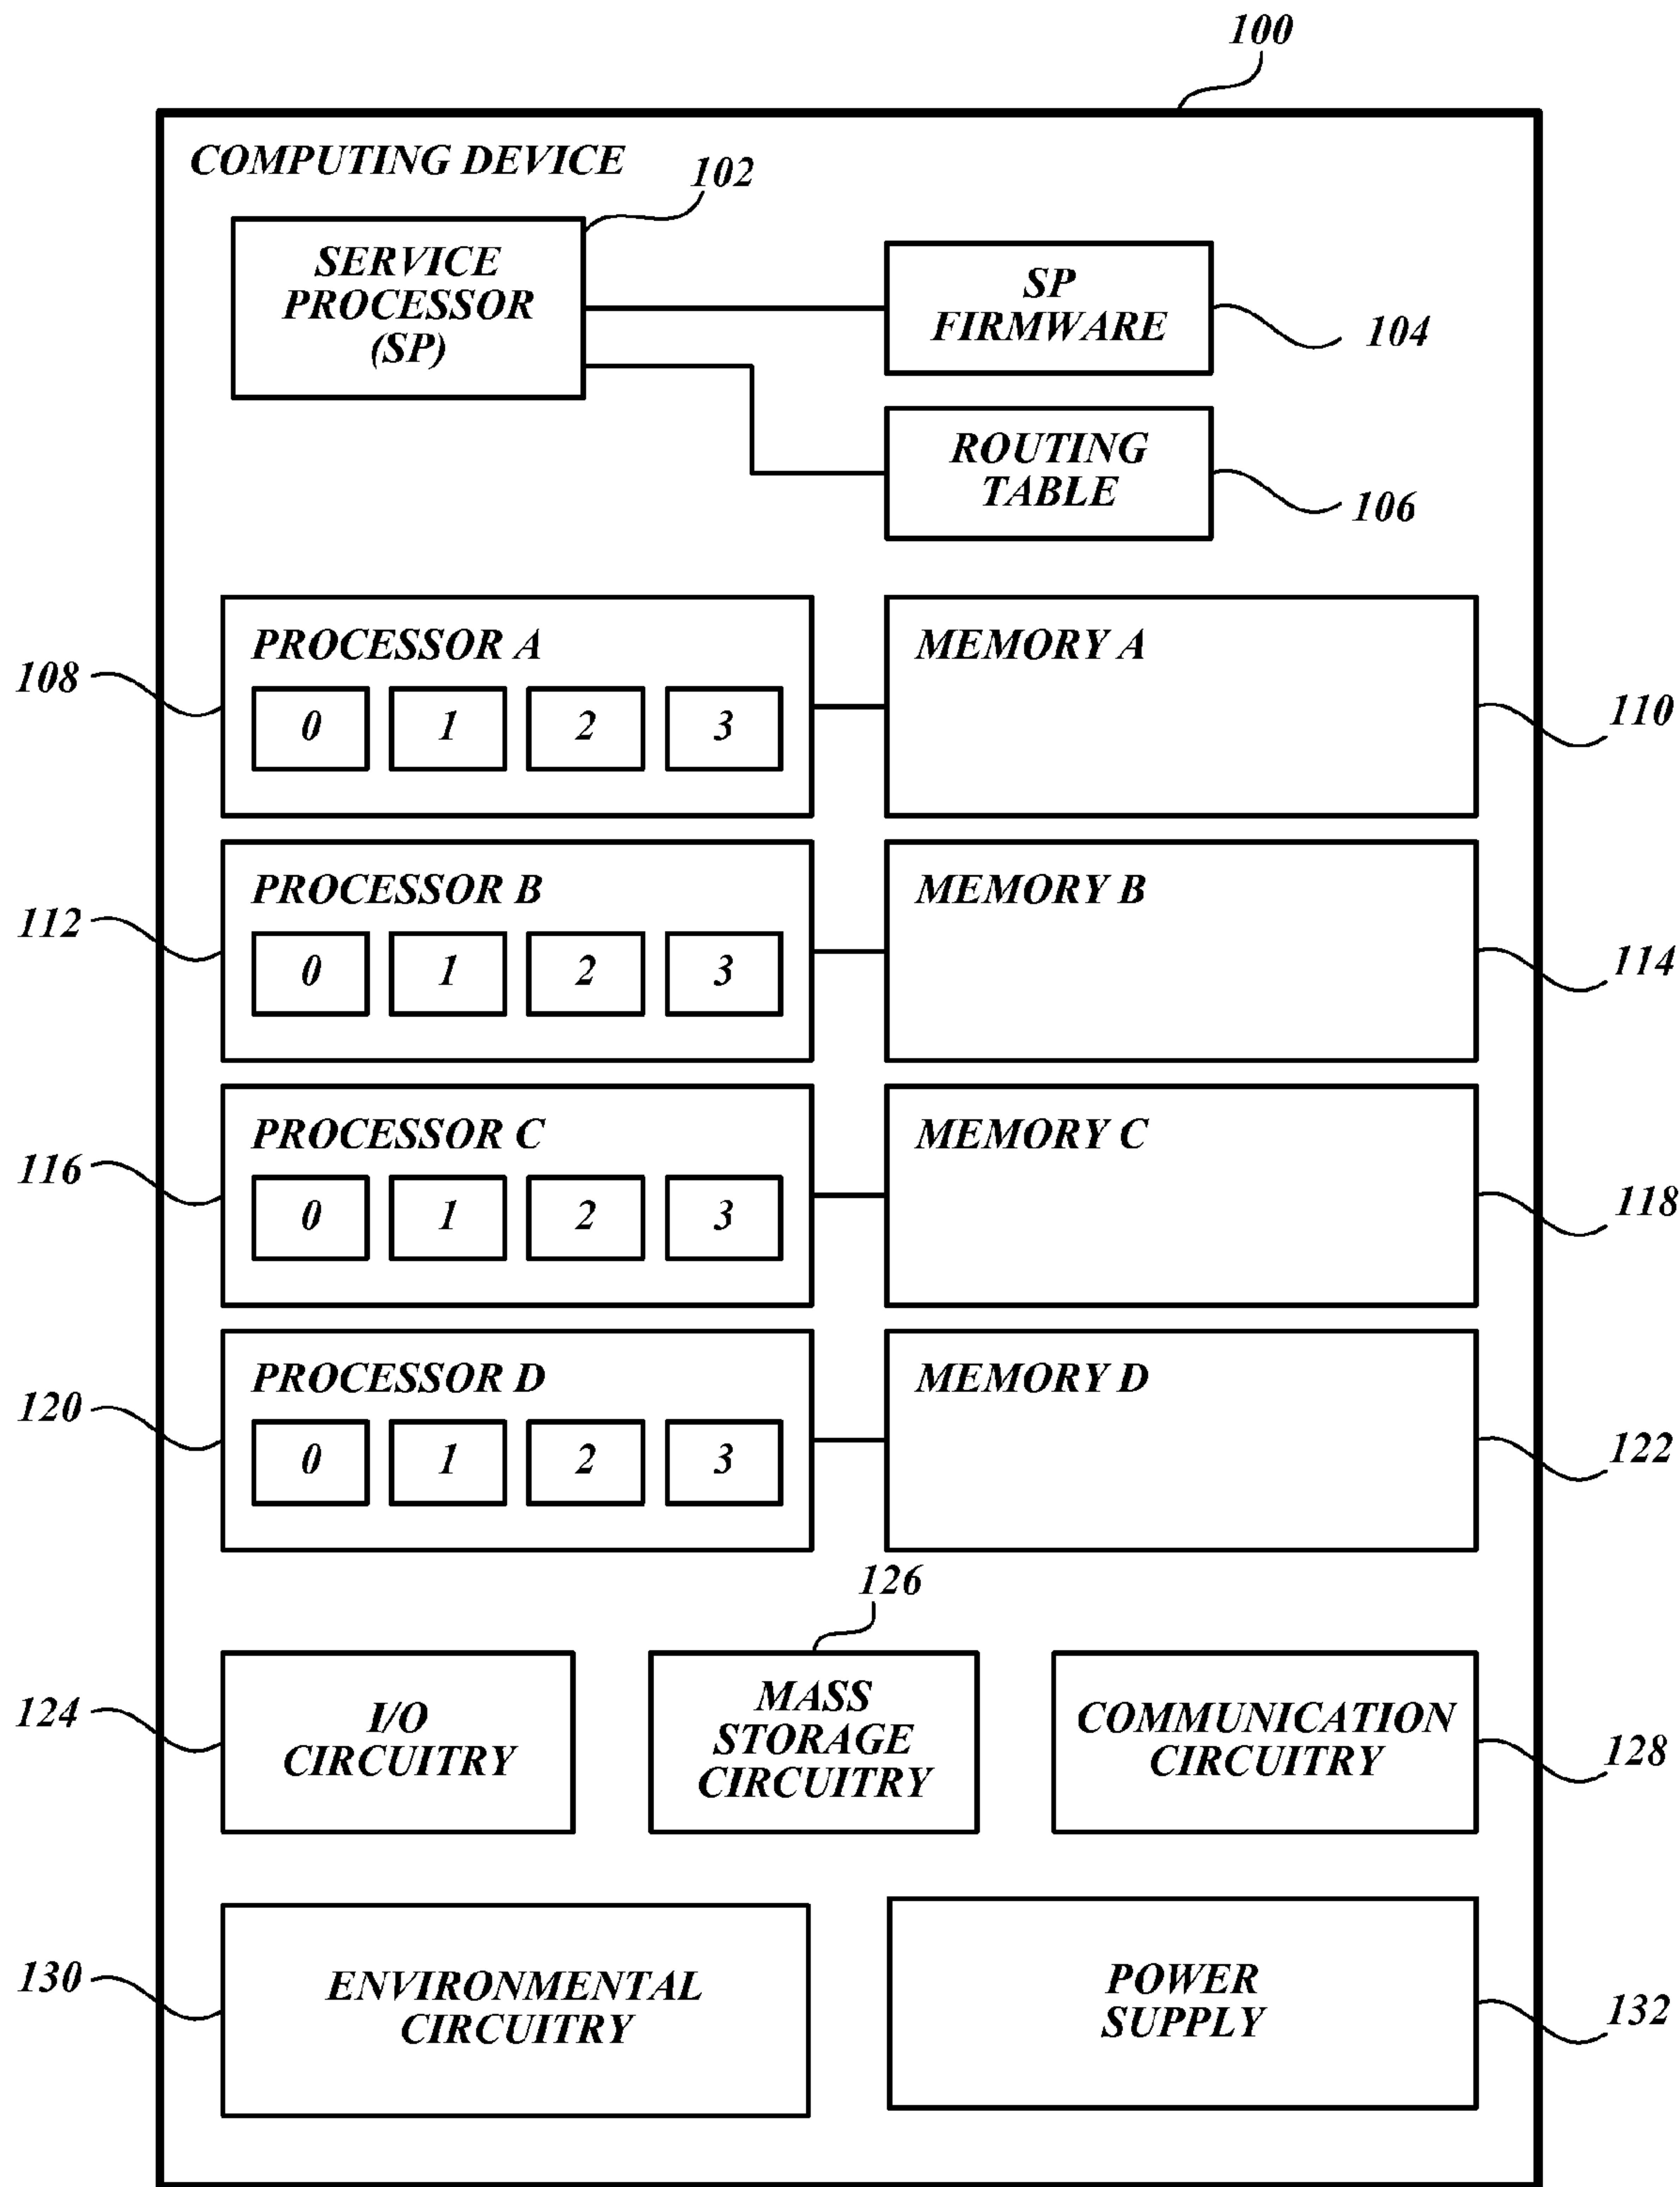 100
COMPUTING DEVICE
102
SERVICE
PROCESSOR
(SP)
SP
FIRMWARE
104
ROUTING
TABLE
106
PROCESSOR A
0 1 2 3
108
MEMORY A
110
PROCESSOR B
0 1 2 3
112
MEMORY B
114
PROCESSOR C
0 1 2 3
116
MEMORY C
118
PROCESSOR D
0 1 2 3
120
MEMORY D
122
126
124
I/O
CIRCUITRY
MASS
STORAGE
CIRCUITRY
COMMUNICATION
CIRCUITRY
128
130
ENVIRONMENTAL
CIRCUITRY
POWER
SUPPLY
132